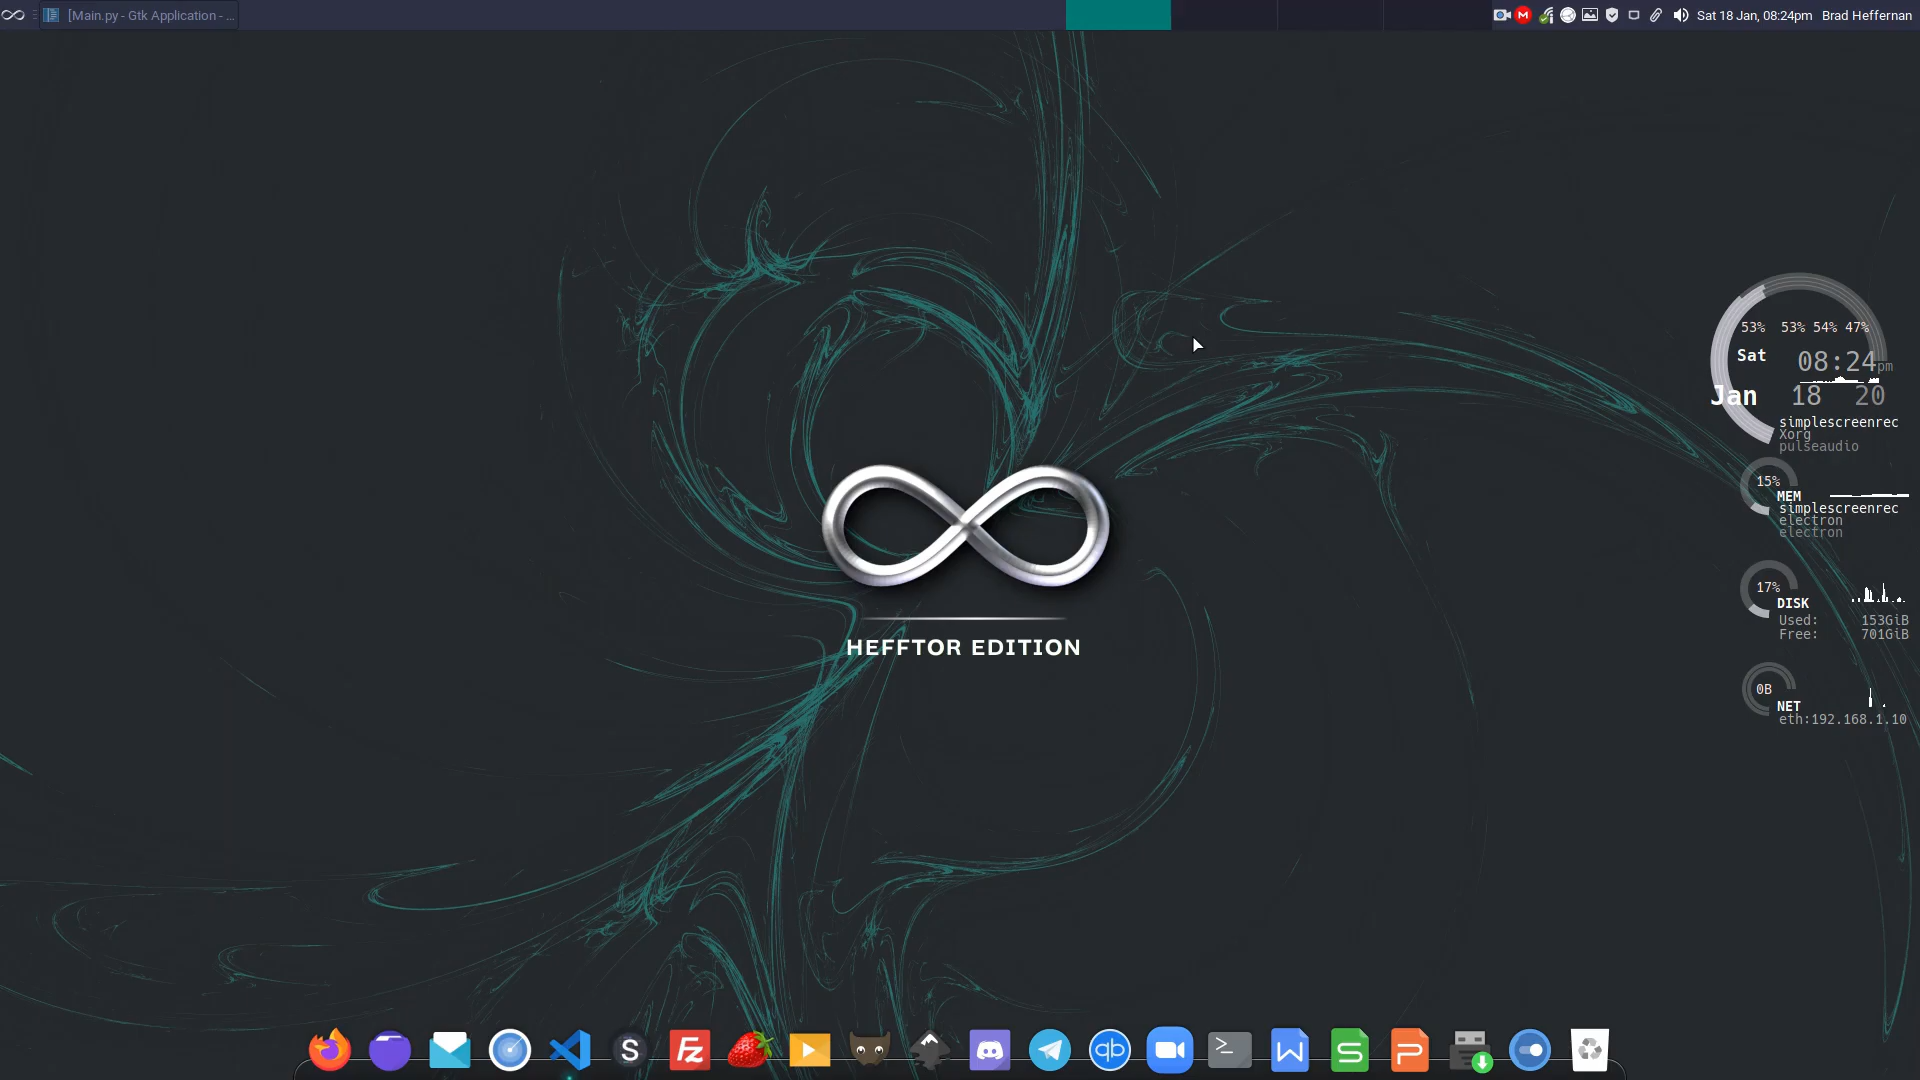 [Main.py - Gtk Application - ...
Sat 18 Jan, 08:24pm
Brad Heffernan
53% 53% 54% 47%
Sat 08:24pm
Jan 18 20
simplescreenrec
Xorg
pulseaudio
15%
MEM
simplescreenrec
electron
electron
17%
DISK
Used: 153GiB
Free: 701GiB
0B
NET
eth:192.168.1.10
HEFFTOR EDITION